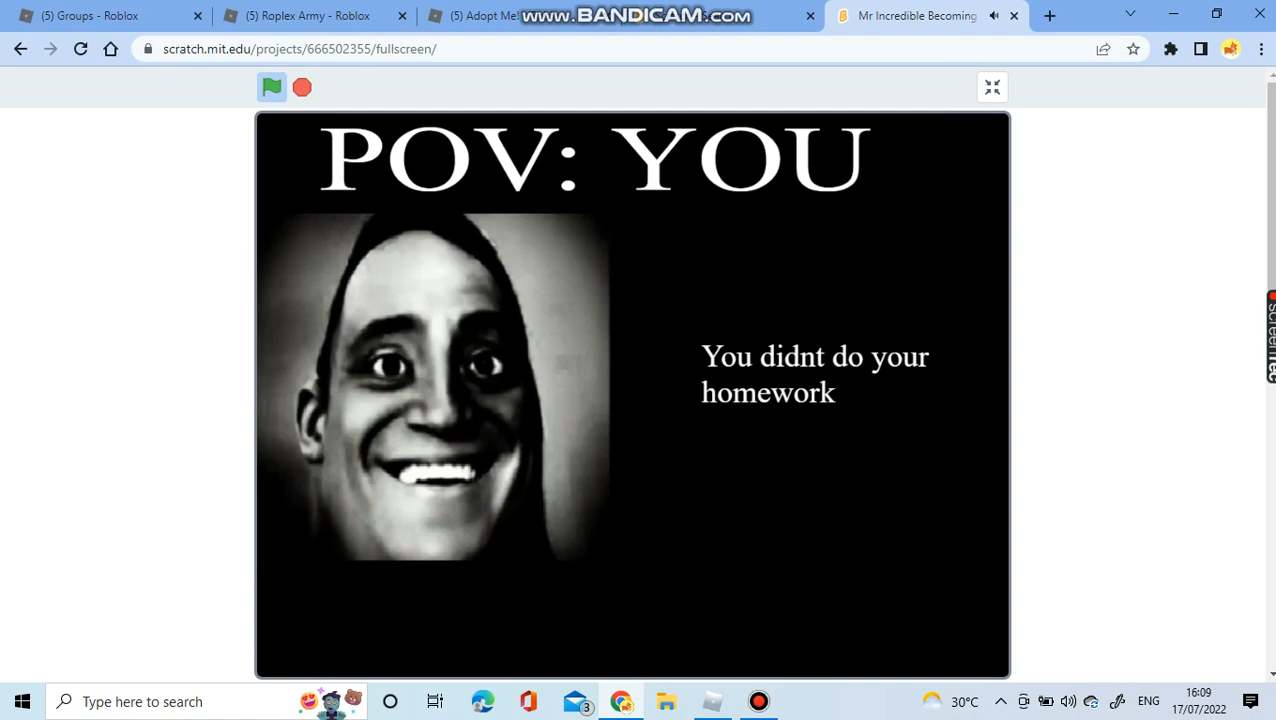 (5) Groups - Roblox
(5) Roplex Army - Roblox
(5) Adopt Me!
WWW.BANDICAM.COM
Mr Incredible Becoming
scratch.mit.edu/projects/666502355/fullscreen/
POV: YOU
You didnt do your
homework
Type here to search
3
30°C
ENG
16:09
17/07/2022